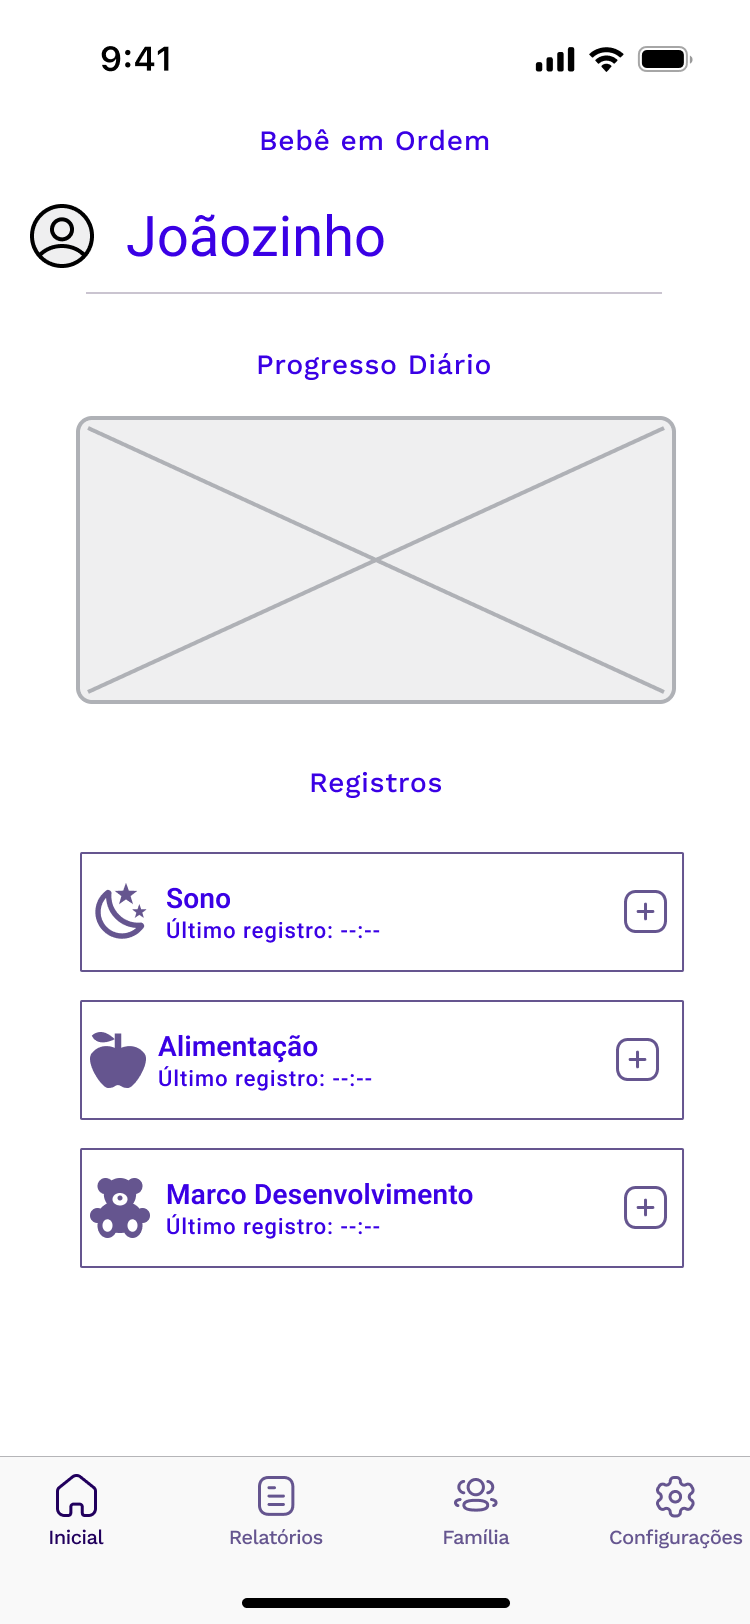 9:41
Bebê em Ordem
Joãozinho
Progresso Diário
Registros
Sono
Último registro: --:--
Alimentação
Último registro: --:--
Marco Desenvolvimento
Último registro: --:--
Inicial
Relatórios
Família
Configurações